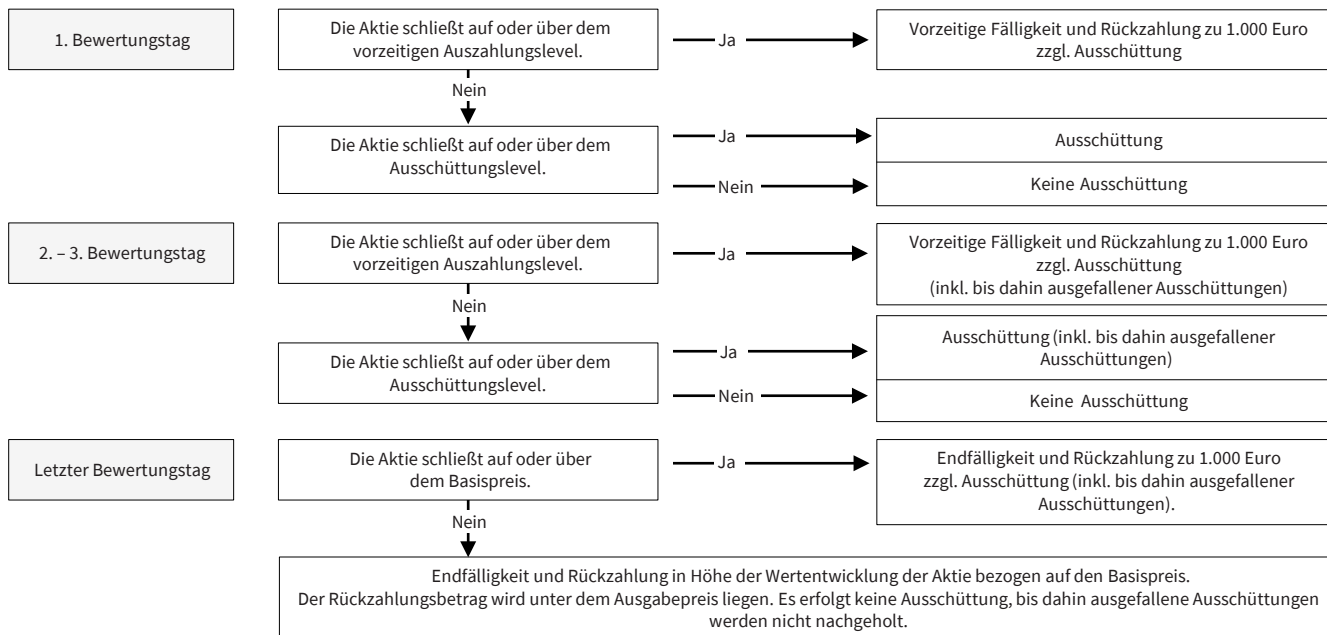 1. Bewertungstag
Die Aktie schließt auf oder über dem
vorzeitigen Auszahlungslevel.
Ja
Vorzeitige Fälligkeit und Rückzahlung zu 1.000 Euro
zzgl. Ausschüttung
Nein
Die Aktie schließt auf oder über dem
Ausschüttungslevel.
Ja
Ausschüttung
Nein
Keine Ausschüttung
2. – 3. Bewertungstag
Die Aktie schließt auf oder über dem
vorzeitigen Auszahlungslevel.
Ja
Vorzeitige Fälligkeit und Rückzahlung zu 1.000 Euro
zzgl. Ausschüttung
(inkl. bis dahin ausgefallener Ausschüttungen)
Nein
Die Aktie schließt auf oder über dem
Ausschüttungslevel.
Ja
Ausschüttung (inkl. bis dahin ausgefallener
Ausschüttungen)
Nein
Keine Ausschüttung
Letzter Bewertungstag
Die Aktie schließt auf oder über
dem Basispreis.
Ja
Endfälligkeit und Rückzahlung zu 1.000 Euro
zzgl. Ausschüttung (inkl. bis dahin ausgefallener
Ausschüttungen).
Nein
Endfälligkeit und Rückzahlung in Höhe der Wertentwicklung der Aktie bezogen auf den Basispreis.
Der Rückzahlungsbetrag wird unter dem Ausgabepreis liegen. Es erfolgt keine Ausschüttung, bis dahin ausgefallene Ausschüttungen
werden nicht nachgeholt.